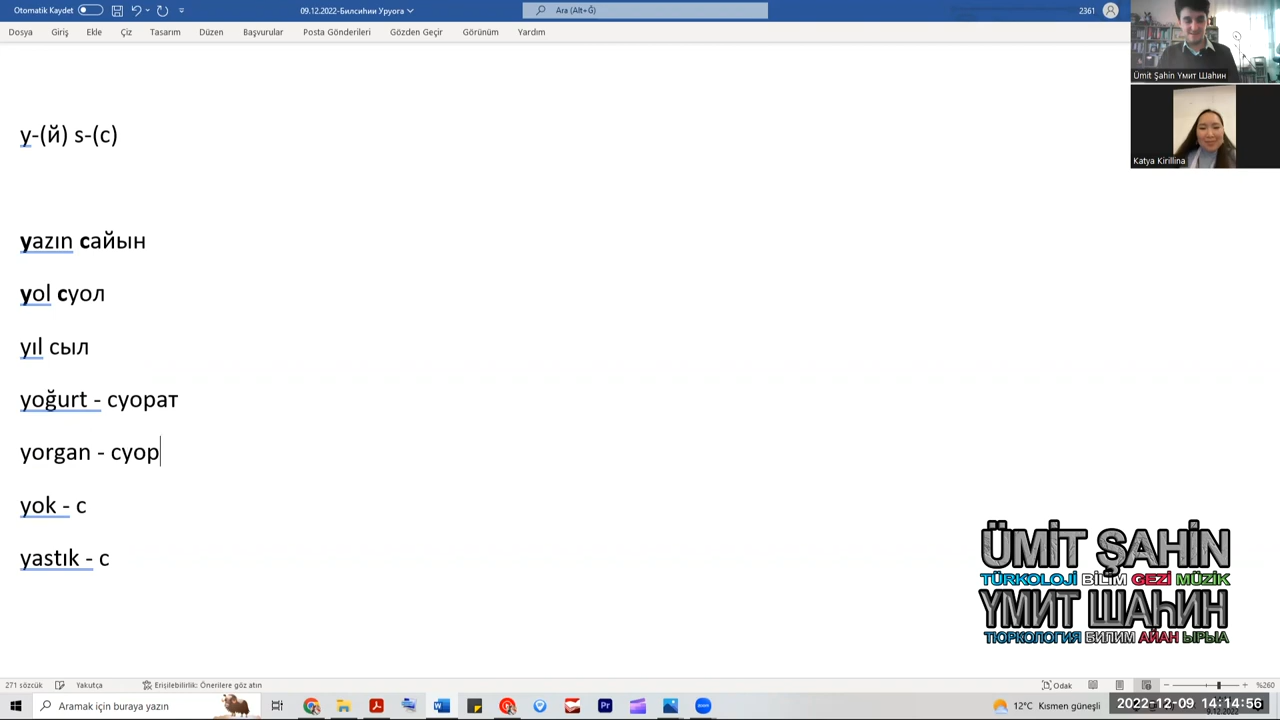 Otomatik Kaydet
09.12.2022-Билсиһии Уруога
Ara (Alt+Ğ)
2361
Dosya Giriş Ekle Çiz Tasarım Düzen Başvurular Posta Gönderileri Gözden Geçir Görünüm Yardım
Ümit Şahin Үмит Шаһин
Katya Kirillina
y-(й) s-(с)
yazın сайын
yol суол
yıl сыл
yoğurt - суорат
yorgan - суор
yok - с
yastık - с
ÜMİT ŞAHİN
TÜRKOLOJİ BİLİM GEZİ MÜZİK
ҮМИТ ШАҺИН
ТЮРКОЛОГИЯ БИЛИМ АЙАН ЫРЫА
271 sözcük Yakutça Erişilebilirlik: Önerilere göz atın Odak %260
Aramak için buraya yazın
12°C Kısmen güneşli
2022-12-09 14:14:56